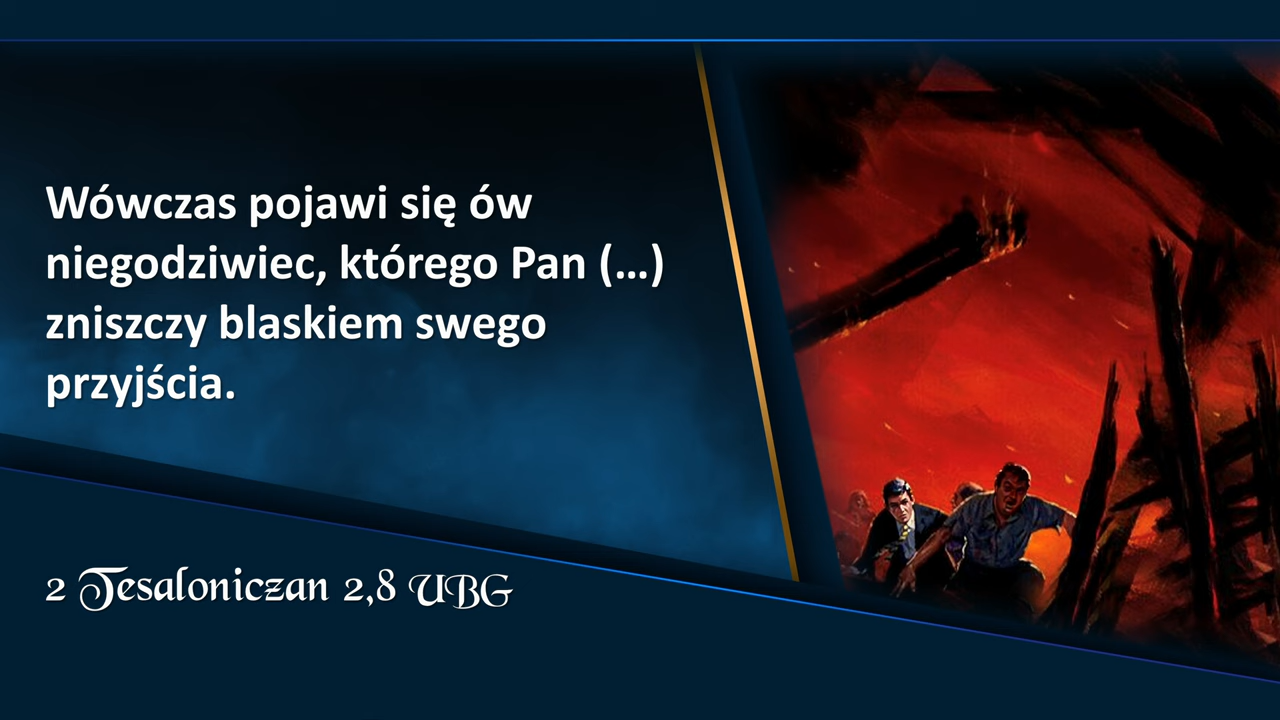 Wówczas pojawi się ów
niegodziwiec, którego Pan (...)
zniszczy blaskiem swego
przyjścia.
2 Tesaloniczan 2,8 UBG